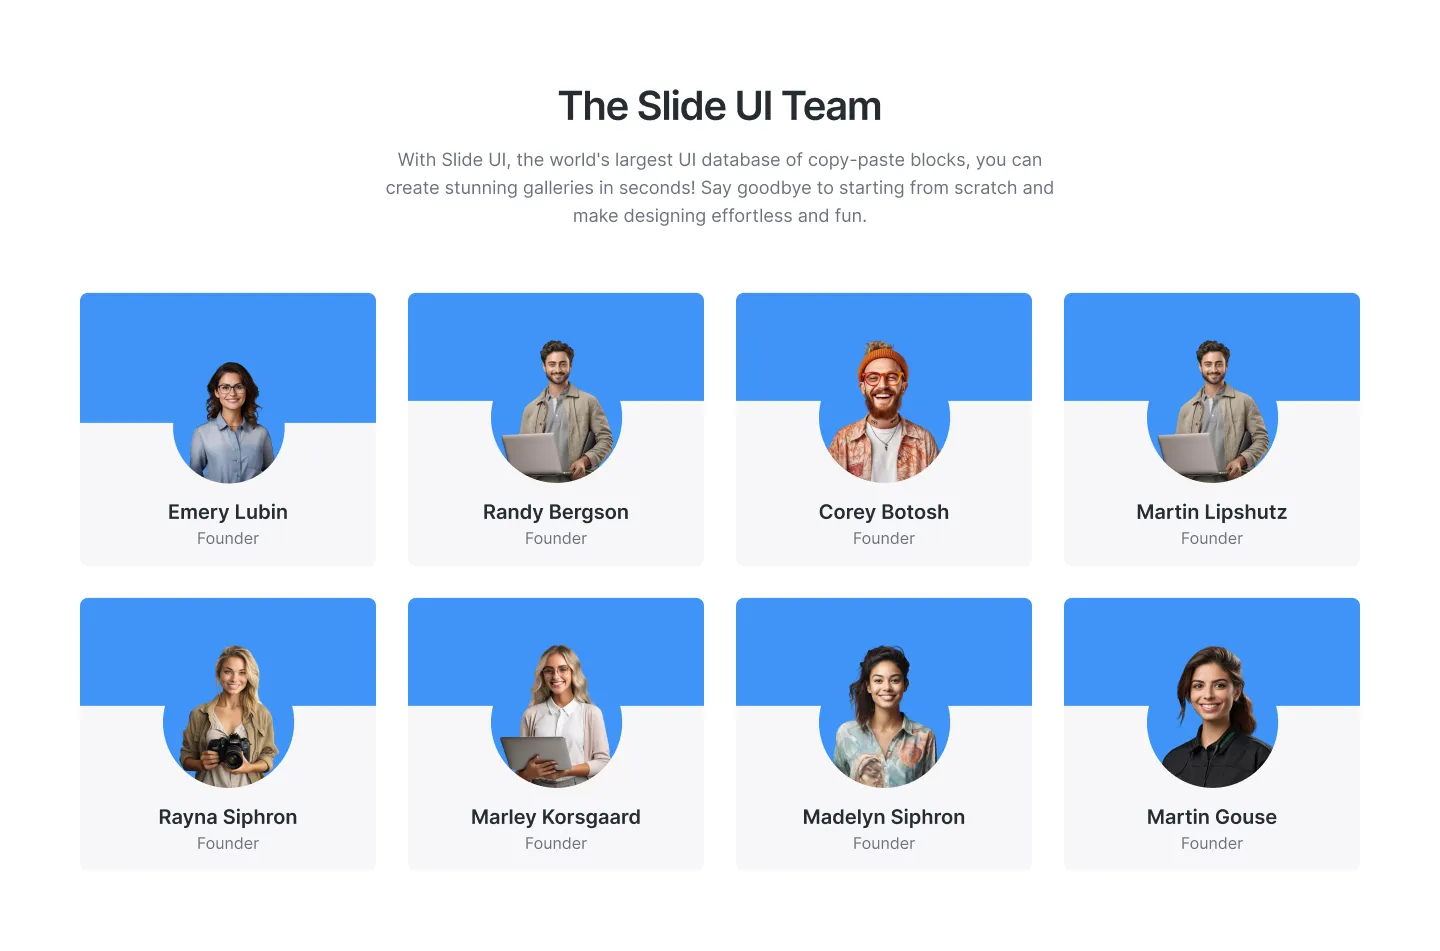 The Slide UI Team
With Slide UI, the world's largest UI database of copy-paste blocks, you can
create stunning galleries in seconds! Say goodbye to starting from scratch and
make designing effortless and fun.
Emery Lubin
Founder
Randy Bergson
Founder
Corey Botosh
Founder
Martin Lipshutz
Founder
Rayna Siphron
Founder
Marley Korsgaard
Founder
Madelyn Siphron
Founder
Martin Gouse
Founder